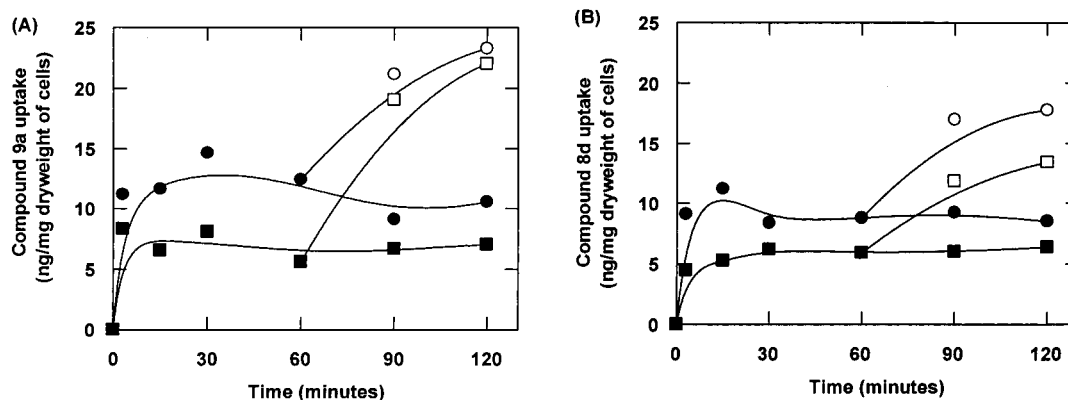 (A)
Compound 9a uptake
(ng/mg dryweight of cells)
25
20
15
10
5
0
0 30 60 90 120
Time (minutes)
(B)
Compound 8d uptake
(ng/mg dryweight of cells)
25
20
15
10
5
0
0 30 60 90 120
Time (minutes)